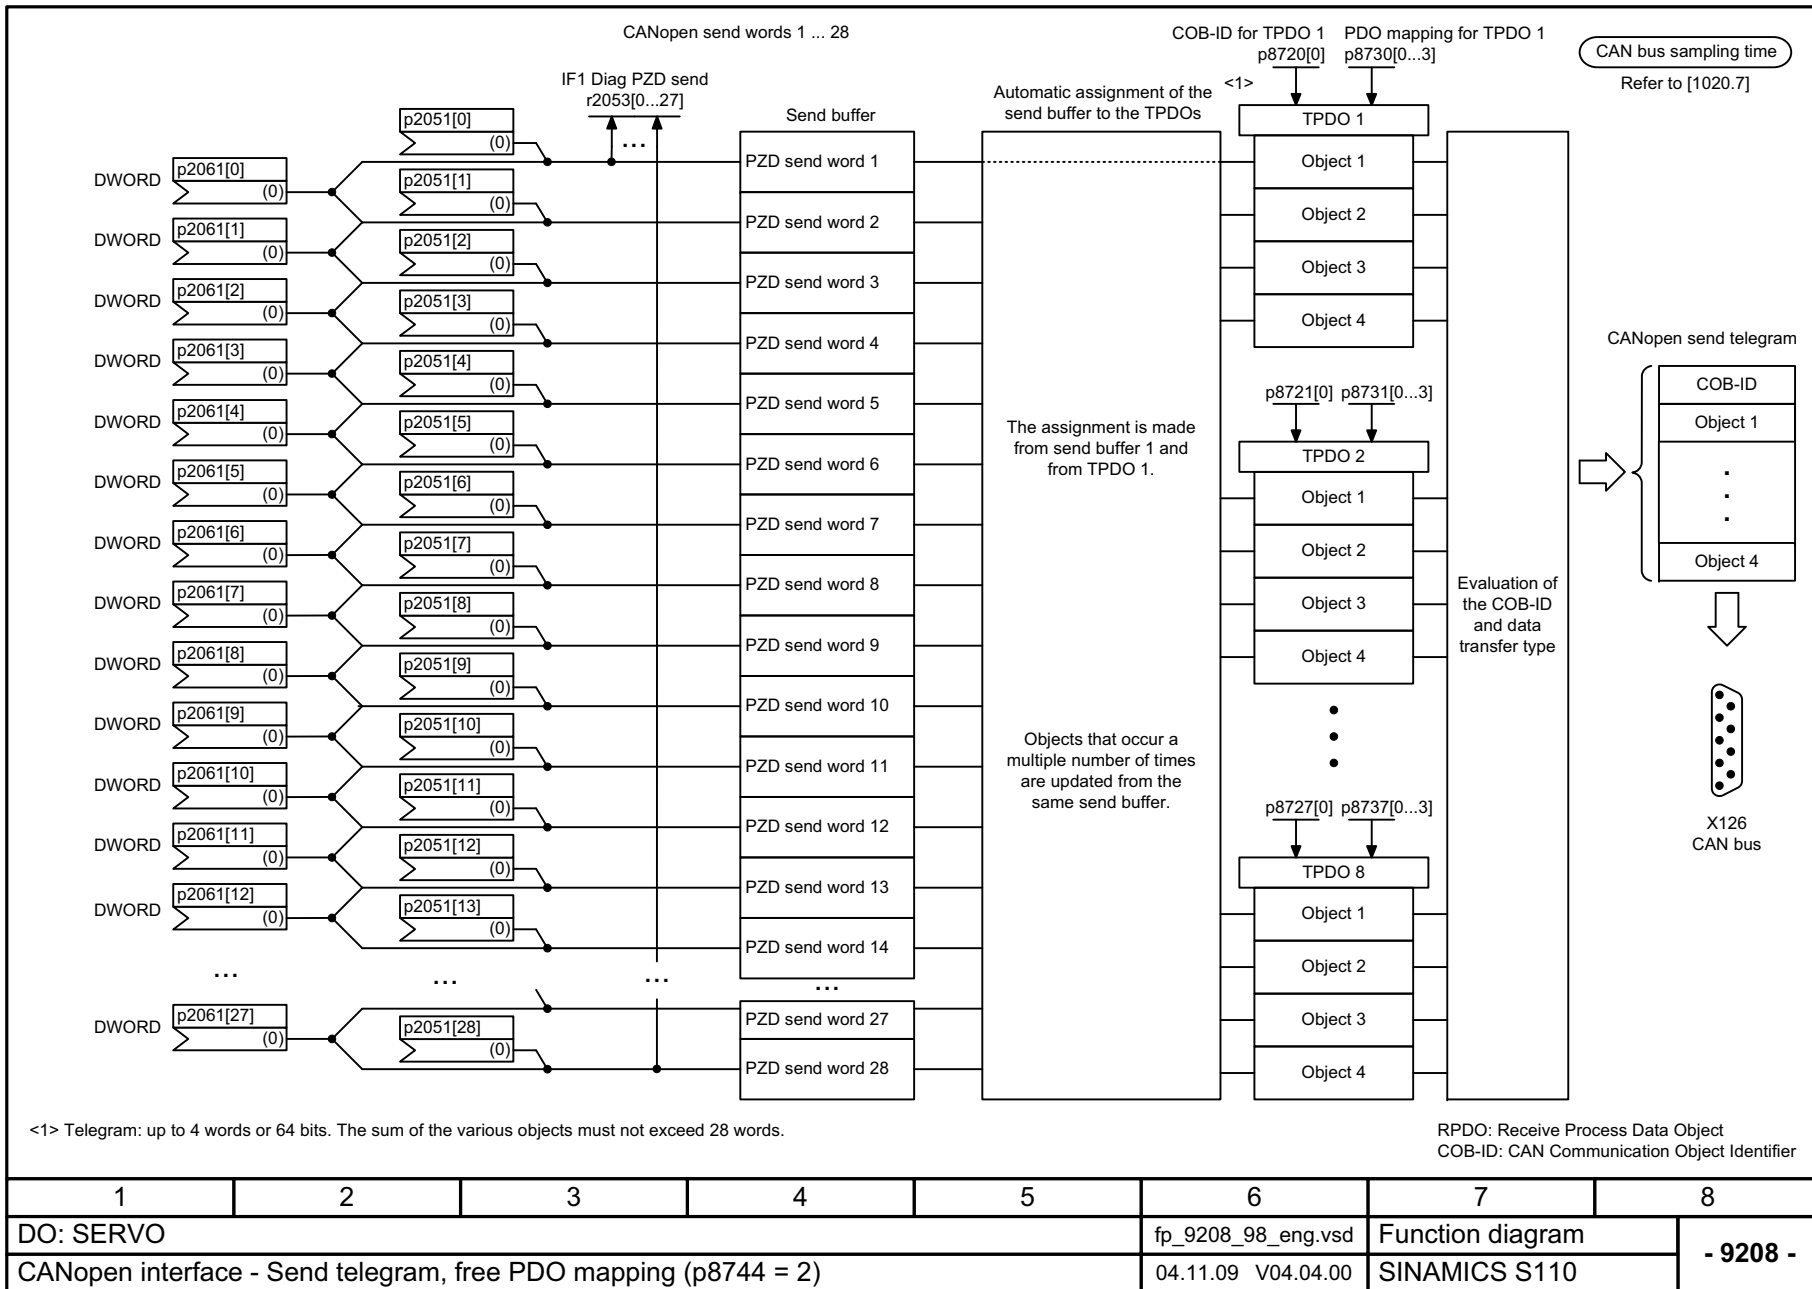 CANopen send words 1 ... 28
COB-ID for TPDO 1
p8720[0]
PDO mapping for TPDO 1
p8730[0...3]
CAN bus sampling time
Refer to [1020.7]
IF1 Diag PZD send
r2053[0...27]
...
<1>
Send buffer
Automatic assignment of the
send buffer to the TPDOs
DWORD
p2061[0]
(0)
DWORD
p2061[1]
(0)
DWORD
p2061[2]
(0)
DWORD
p2061[3]
(0)
DWORD
p2061[4]
(0)
DWORD
p2061[5]
(0)
DWORD
p2061[6]
(0)
DWORD
p2061[7]
(0)
DWORD
p2061[8]
(0)
DWORD
p2061[9]
(0)
DWORD
p2061[10]
(0)
DWORD
p2061[11]
(0)
DWORD
p2061[12]
(0)
...
DWORD
p2061[27]
(0)
p2051[0]
(0)
p2051[1]
(0)
p2051[2]
(0)
p2051[3]
(0)
p2051[4]
(0)
p2051[5]
(0)
p2051[6]
(0)
p2051[7]
(0)
p2051[8]
(0)
p2051[9]
(0)
p2051[10]
(0)
p2051[11]
(0)
p2051[12]
(0)
p2051[13]
(0)
...
p2051[28]
(0)
...
PZD send word 1
PZD send word 2
PZD send word 3
PZD send word 4
PZD send word 5
PZD send word 6
PZD send word 7
PZD send word 8
PZD send word 9
PZD send word 10
PZD send word 11
PZD send word 12
PZD send word 13
PZD send word 14
...
PZD send word 27
PZD send word 28
The assignment is made
from send buffer 1 and
from TPDO 1.
Objects that occur a
multiple number of times
are updated from the
same send buffer.
TPDO 1
Object 1
Object 2
Object 3
Object 4
p8721[0]
p8731[0...3]
TPDO 2
Object 1
Object 2
Object 3
Object 4
p8727[0]
p8737[0...3]
TPDO 8
Object 1
Object 2
Object 3
Object 4
Evaluation of
the COB-ID
and data
transfer type
CANopen send telegram
COB-ID
Object 1
.
.
.
Object 4
X126
CAN bus
<1> Telegram: up to 4 words or 64 bits. The sum of the various objects must not exceed 28 words.
RPDO: Receive Process Data Object
COB-ID: CAN Communication Object Identifier
1 2 3 4 5 6 7 8
DO: SERVO
fp_9208_98_eng.vsd
Function diagram
- 9208 -
CANopen interface - Send telegram, free PDO mapping (p8744 = 2)
04.11.09 V04.04.00
SINAMICS S110